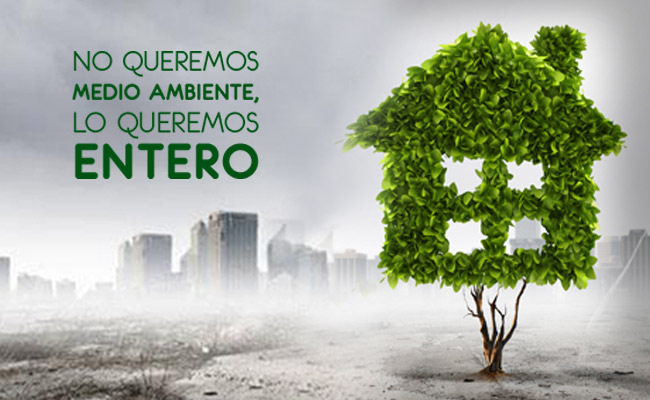 NO QUEREMOS
MEDIO AMBIENTE,
LO QUEREMOS
ENTERO